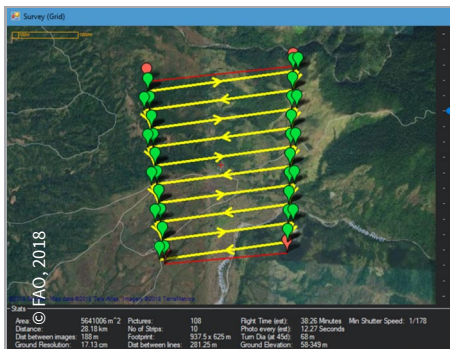 Survey (Grid)
© FAO, 2018
Stats
Area: 5641006 m^2
Distance: 28.18 km
Dist between images: 188 m
Ground Resolution: 17.13 cm
Pictures: 108
No of Strips: 10
Footprint: 937.5 x 625 m
Dist between lines: 281.25 m
Flight Time (est): 38.26 Minutes
Photo every (est): 12.27 Seconds
Turn Dia (at 45d): 68 m
Ground Elevation: 58-349 m
Min Shutter Speed: 1/178